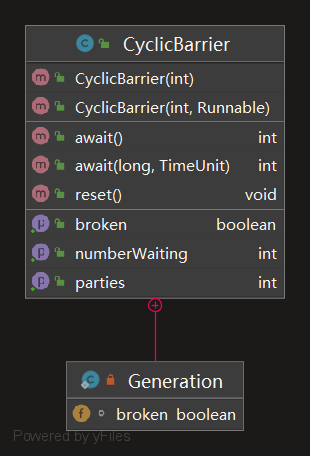 CyclicBarrier
CyclicBarrier(int)
CyclicBarrier(int, Runnable)
await() int
await(long, TimeUnit) int
reset() void
broken boolean
numberWaiting int
parties int
Generation
broken boolean
Powered by yFiles